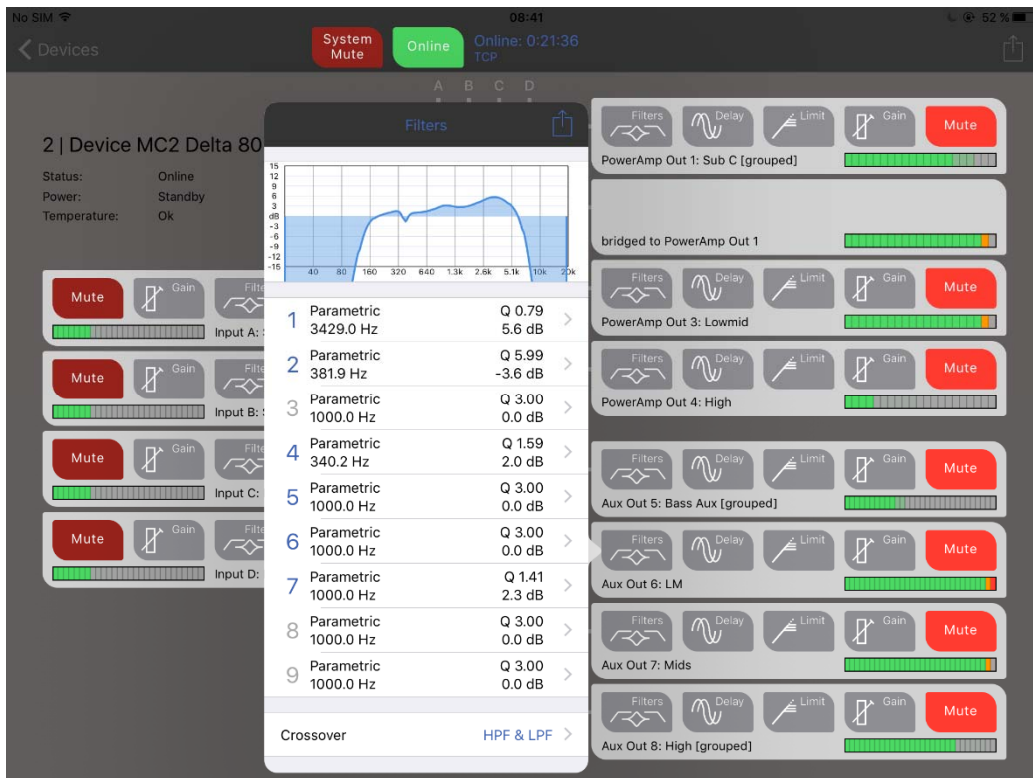 No SIM 08:41 52 %
Devices
System Mute
Online
Online: 0:21:36
TCP
A B C D
2 | Device MC2 Delta 80
Status: Online
Power: Standby
Temperature: Ok
Mute Gain Filte
Input A:
Mute Gain Filte
Input B:
Mute Gain Filte
Input C:
Mute Gain Filte
Input D:
Filters
15
12
9
6
3
dB
-3
-6
-9
-12
-15
40 80 160 320 640 1.3k 2.6k 5.1k 10k 20k
1 Parametric Q 0.79
3429.0 Hz 5.6 dB
2 Parametric Q 5.99
381.9 Hz -3.6 dB
3 Parametric Q 3.00
1000.0 Hz 0.0 dB
4 Parametric Q 1.59
340.2 Hz 2.0 dB
5 Parametric Q 3.00
1000.0 Hz 0.0 dB
6 Parametric Q 3.00
1000.0 Hz 0.0 dB
7 Parametric Q 1.41
1000.0 Hz 2.3 dB
8 Parametric Q 3.00
1000.0 Hz 0.0 dB
9 Parametric Q 3.00
1000.0 Hz 0.0 dB
Crossover HPF & LPF
Filters Delay Limit Gain Mute
PowerAmp Out 1: Sub C [grouped]
bridged to PowerAmp Out 1
Filters Delay Limit Gain Mute
PowerAmp Out 3: Lowmid
Filters Delay Limit Gain Mute
PowerAmp Out 4: High
Filters Delay Limit Gain Mute
Aux Out 5: Bass Aux [grouped]
Filters Delay Limit Gain Mute
Aux Out 6: LM
Filters Delay Limit Gain Mute
Aux Out 7: Mids
Filters Delay Limit Gain Mute
Aux Out 8: High [grouped]